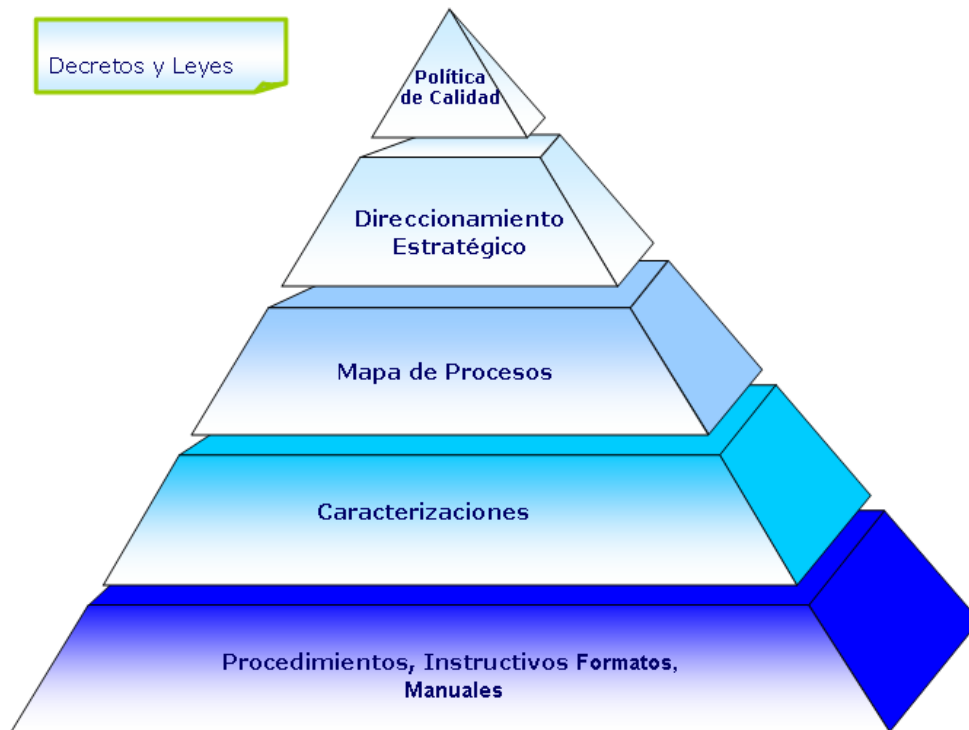 Decretos y Leyes
Política
de Calidad
Direccionamiento
Estratégico
Mapa de Procesos
Caracterizaciones
Procedimientos, Instructivos Formatos,
Manuales